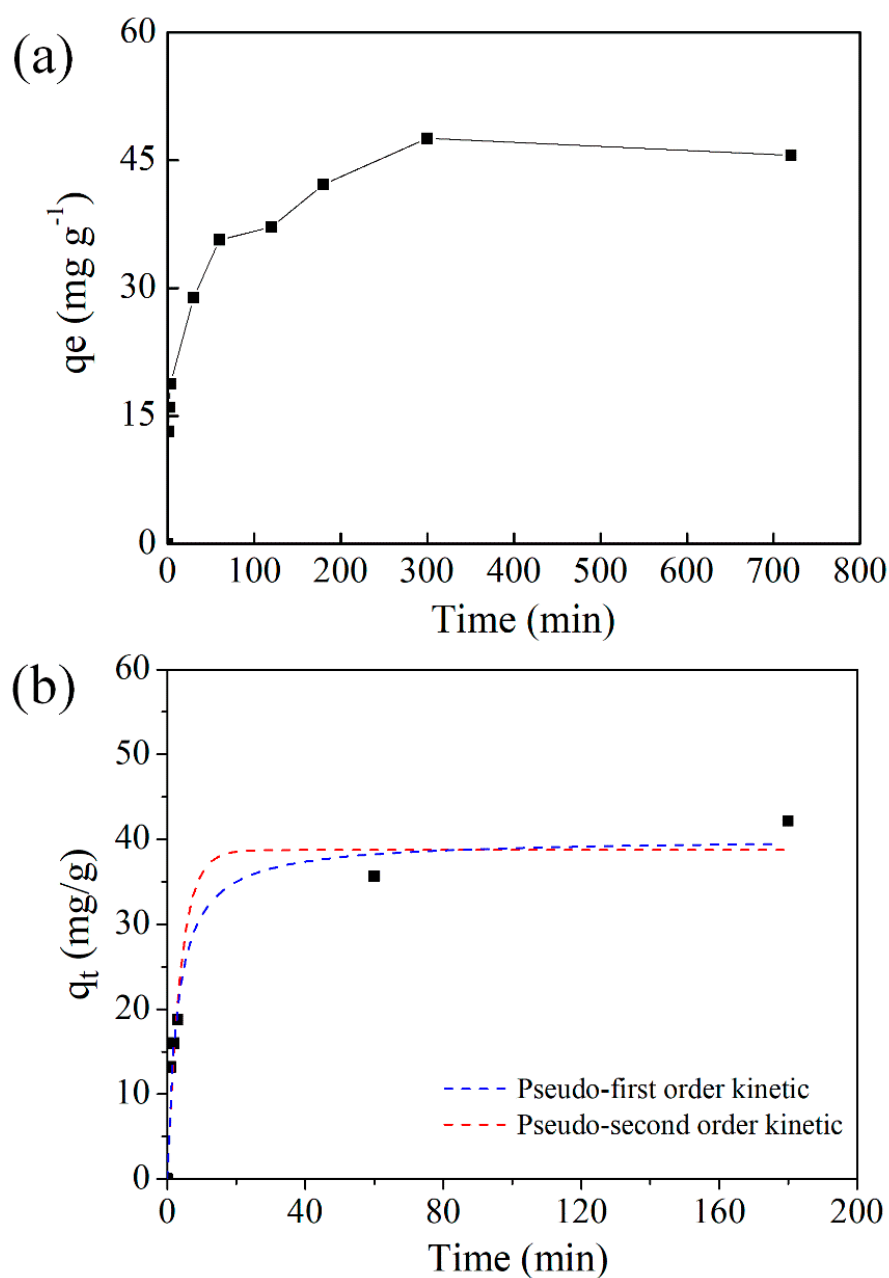 (a)
60
45
30
15
0
qe (mg g⁻¹)
0 100 200 300 400 500 600 700 800
Time (min)
(b)
60
50
40
30
20
10
0
qt (mg/g)
Pseudo-first order kinetic
Pseudo-second order kinetic
0 40 80 120 160 200
Time (min)